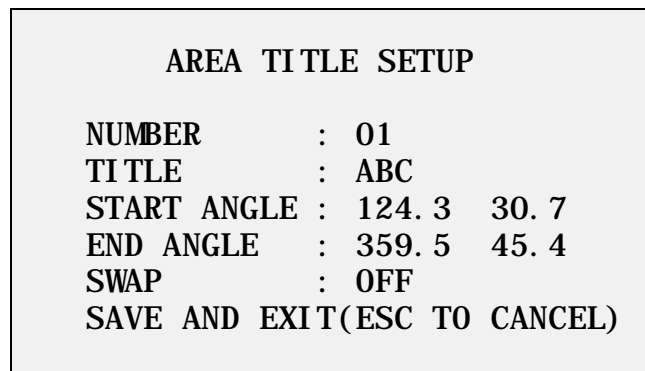 AREA TITLE SETUP
NUMBER : 01
TITLE : ABC
START ANGLE : 124.3 30.7
END ANGLE : 359.5 45.4
SWAP : OFF
SAVE AND EXIT(ESC TO CANCEL)